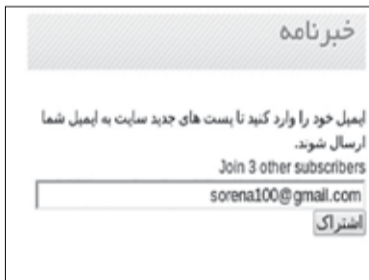 خبرنامه
ایمیل خود را وارد کنید تا پست های جدید سایت به ایمیل شما
ارسال شوند.
Join 3 other subscribers
sorena100@gmail.com
اشتراک